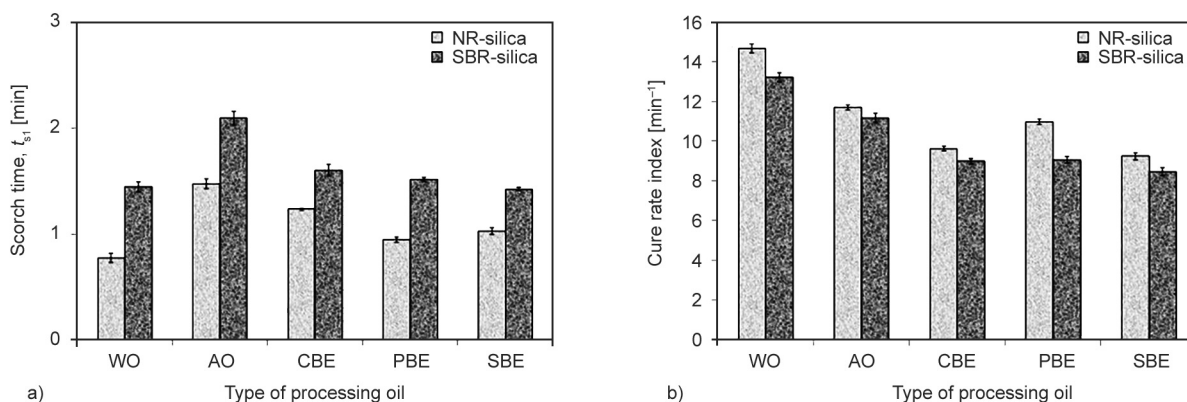 3
2
1
0
Scorch time, ts1 [min]
NR-silica
SBR-silica
WO AO CBE PBE SBE
a) Type of processing oil
16
14
12
10
8
6
4
2
0
Cure rate index [min⁻¹]
NR-silica
SBR-silica
WO AO CBE PBE SBE
b) Type of processing oil